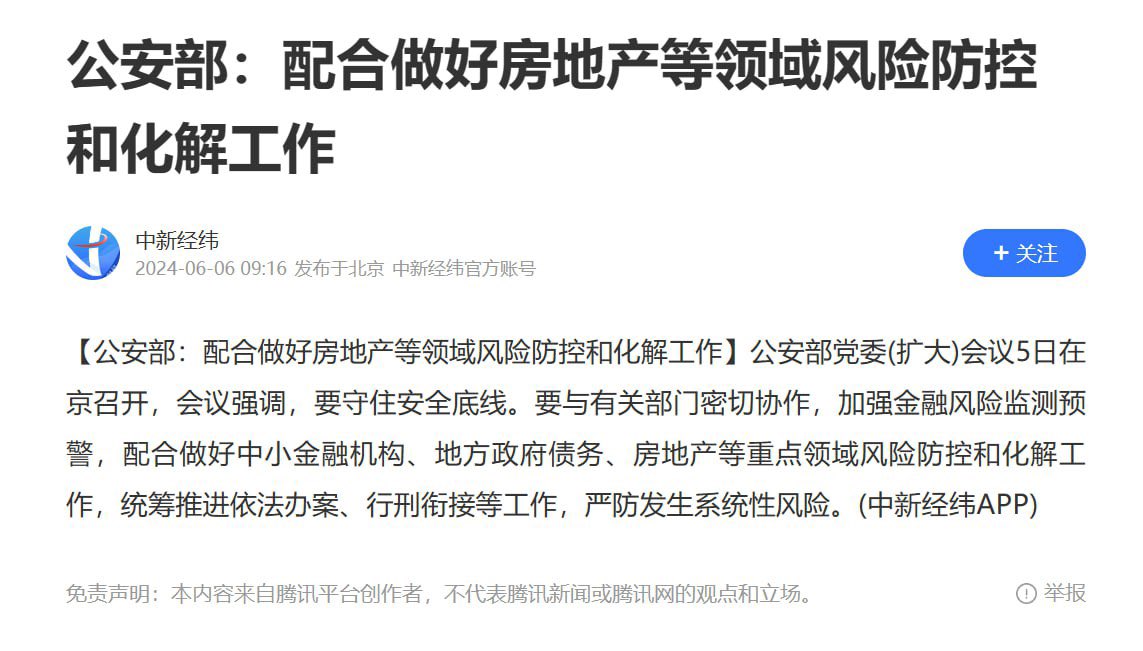 公安部：配合做好房地产等领域风险防控
和化解工作
中新经纬
2024-06-06 09:16 发布于北京 中新经纬官方账号
+ 关注
【公安部：配合做好房地产等领域风险防控和化解工作】公安部党委(扩大)会议5日在
京召开，会议强调，要守住安全底线。要与有关部门密切协作，加强金融风险监测预
警，配合做好中小金融机构、地方政府债务、房地产等重点领域风险防控和化解工
作，统筹推进依法办案、行刑衔接等工作，严防发生系统性风险。(中新经纬APP)
免责声明：本内容来自腾讯平台创作者，不代表腾讯新闻或腾讯网的观点和立场。
举报